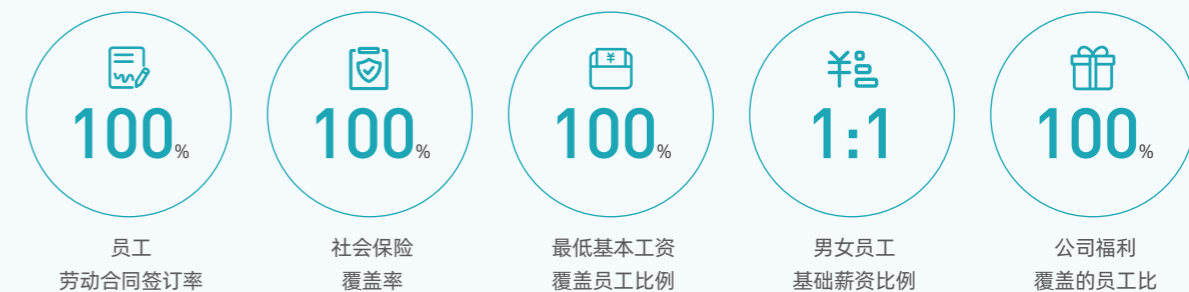 100%
100%
100%
1:1
100%
员工
劳动合同签订率
社会保险
覆盖率
最低基本工资
覆盖员工比例
男女员工
基础薪资比例
公司福利
覆盖的员工比